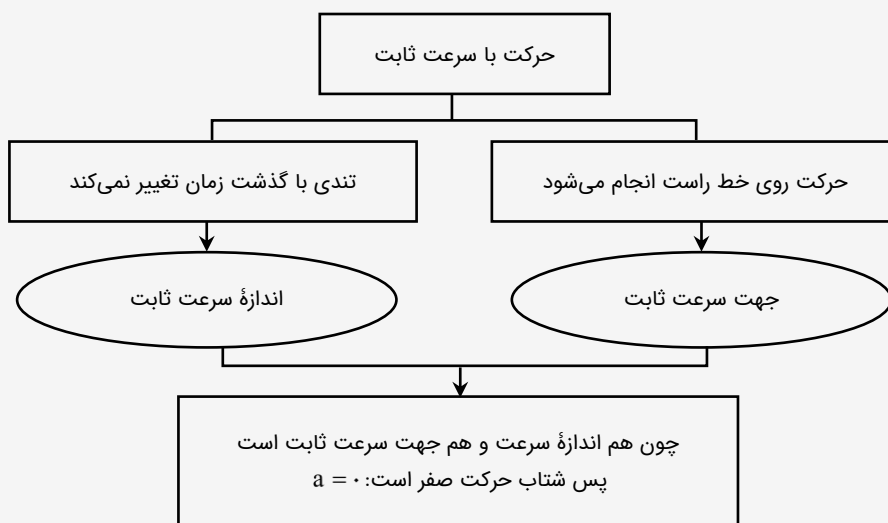 حرکت با سرعت ثابت
حرکت روی خط راست انجام می‌شود
تندی با گذشت زمان تغییر نمی‌کند
جهت سرعت ثابت
اندازهٔ سرعت ثابت
چون هم اندازهٔ سرعت و هم جهت سرعت ثابت است
پس شتاب حرکت صفر است: a = ۰